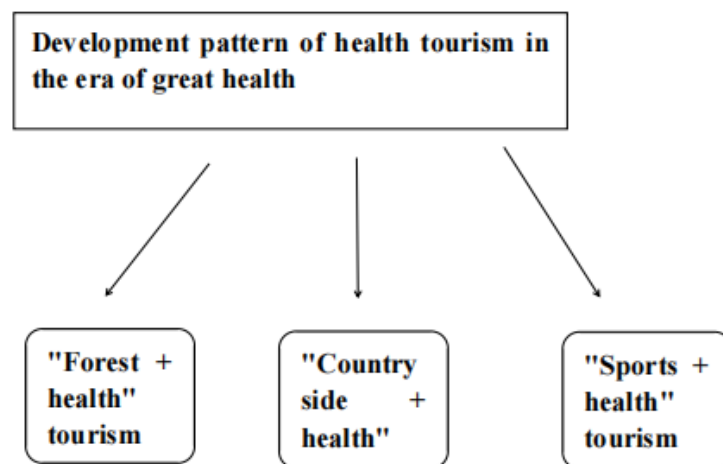 Development pattern of health tourism in
the era of great health
"Forest +
health"
tourism
"Country
side +
health"
"Sports +
health"
tourism